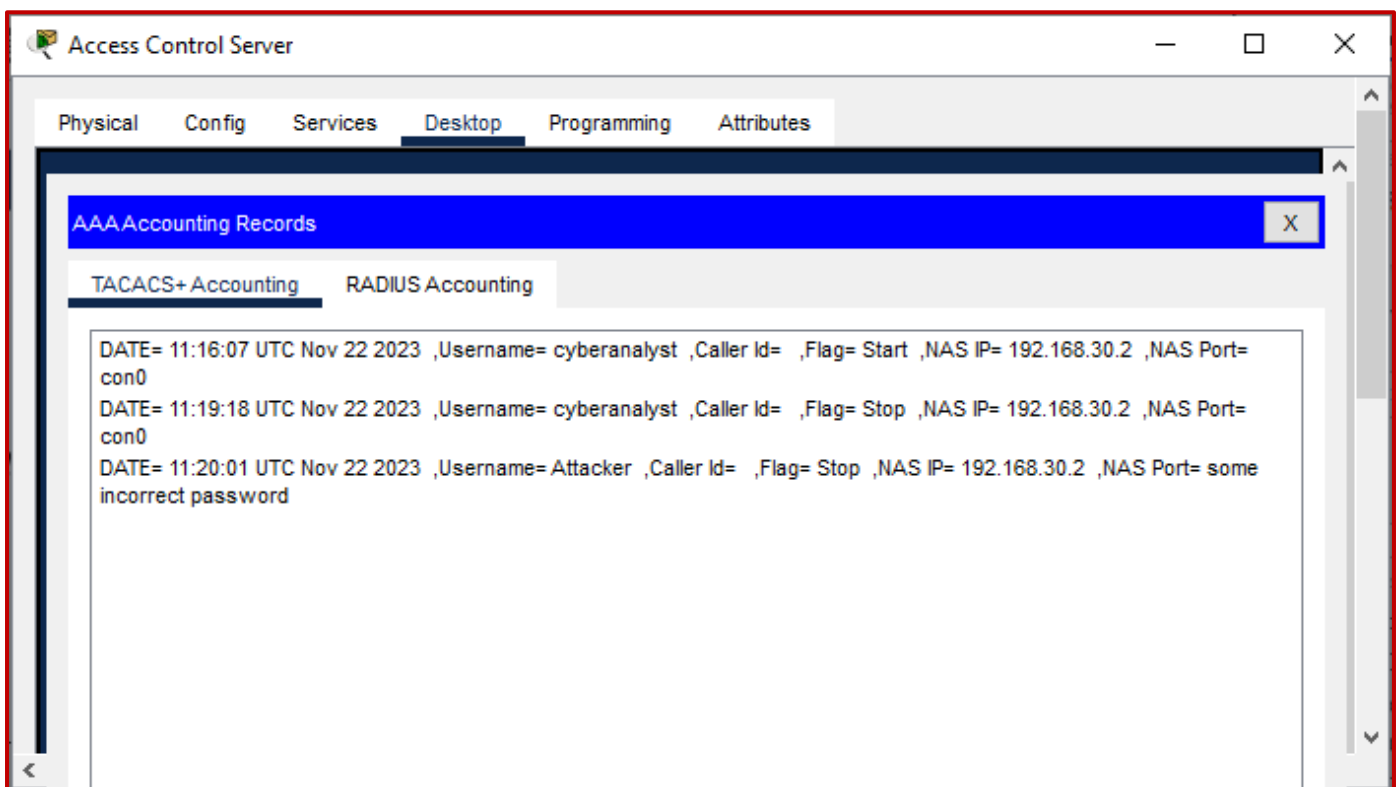 Access Control Server
Physical Config Services Desktop Programming Attributes
AAA Accounting Records X
TACACS+ Accounting RADIUS Accounting
DATE= 11:16:07 UTC Nov 22 2023 ,Username= cyberanalyst ,Caller Id= ,Flag= Start ,NAS IP= 192.168.30.2 ,NAS Port=
con0
DATE= 11:19:18 UTC Nov 22 2023 ,Username= cyberanalyst ,Caller Id= ,Flag= Stop ,NAS IP= 192.168.30.2 ,NAS Port=
con0
DATE= 11:20:01 UTC Nov 22 2023 ,Username= Attacker ,Caller Id= ,Flag= Stop ,NAS IP= 192.168.30.2 ,NAS Port= some
incorrect password